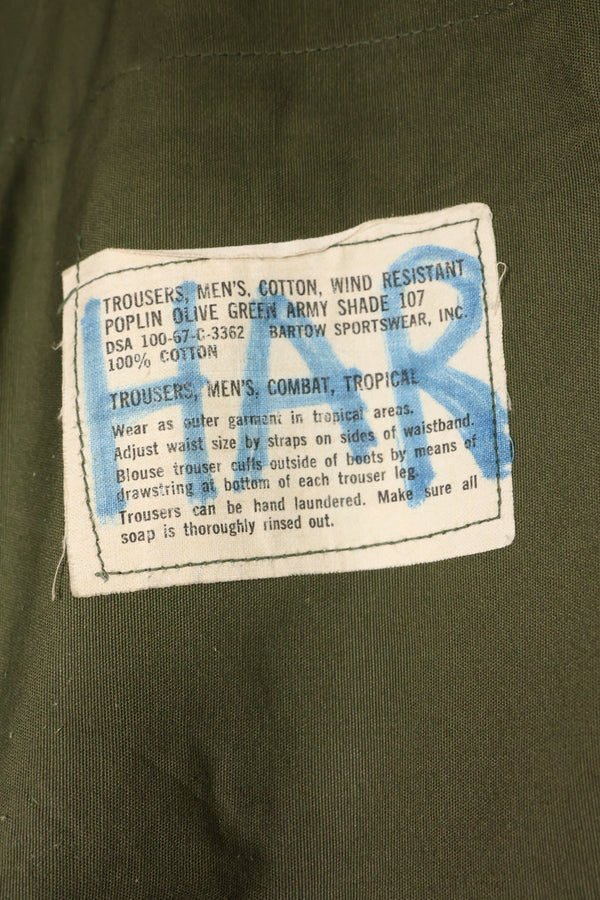 TROUSERS, MEN'S, COTTON, WIND RESISTANT
POPLIN OLIVE GREEN ARMY SHADE 107
DSA 100-67-C-3362 BARTOW SPORTSWEAR, INC.
100% COTTON
HAR
TROUSERS, MEN'S, COMBAT, TROPICAL
Wear as outer garment in tropical areas.
Adjust waist size by straps on sides of waistband.
Blouse trouser cuffs outside of boots by means of
drawstring at bottom of each trouser leg.
Trousers can be hand laundered. Make sure all
soap is thoroughly rinsed out.